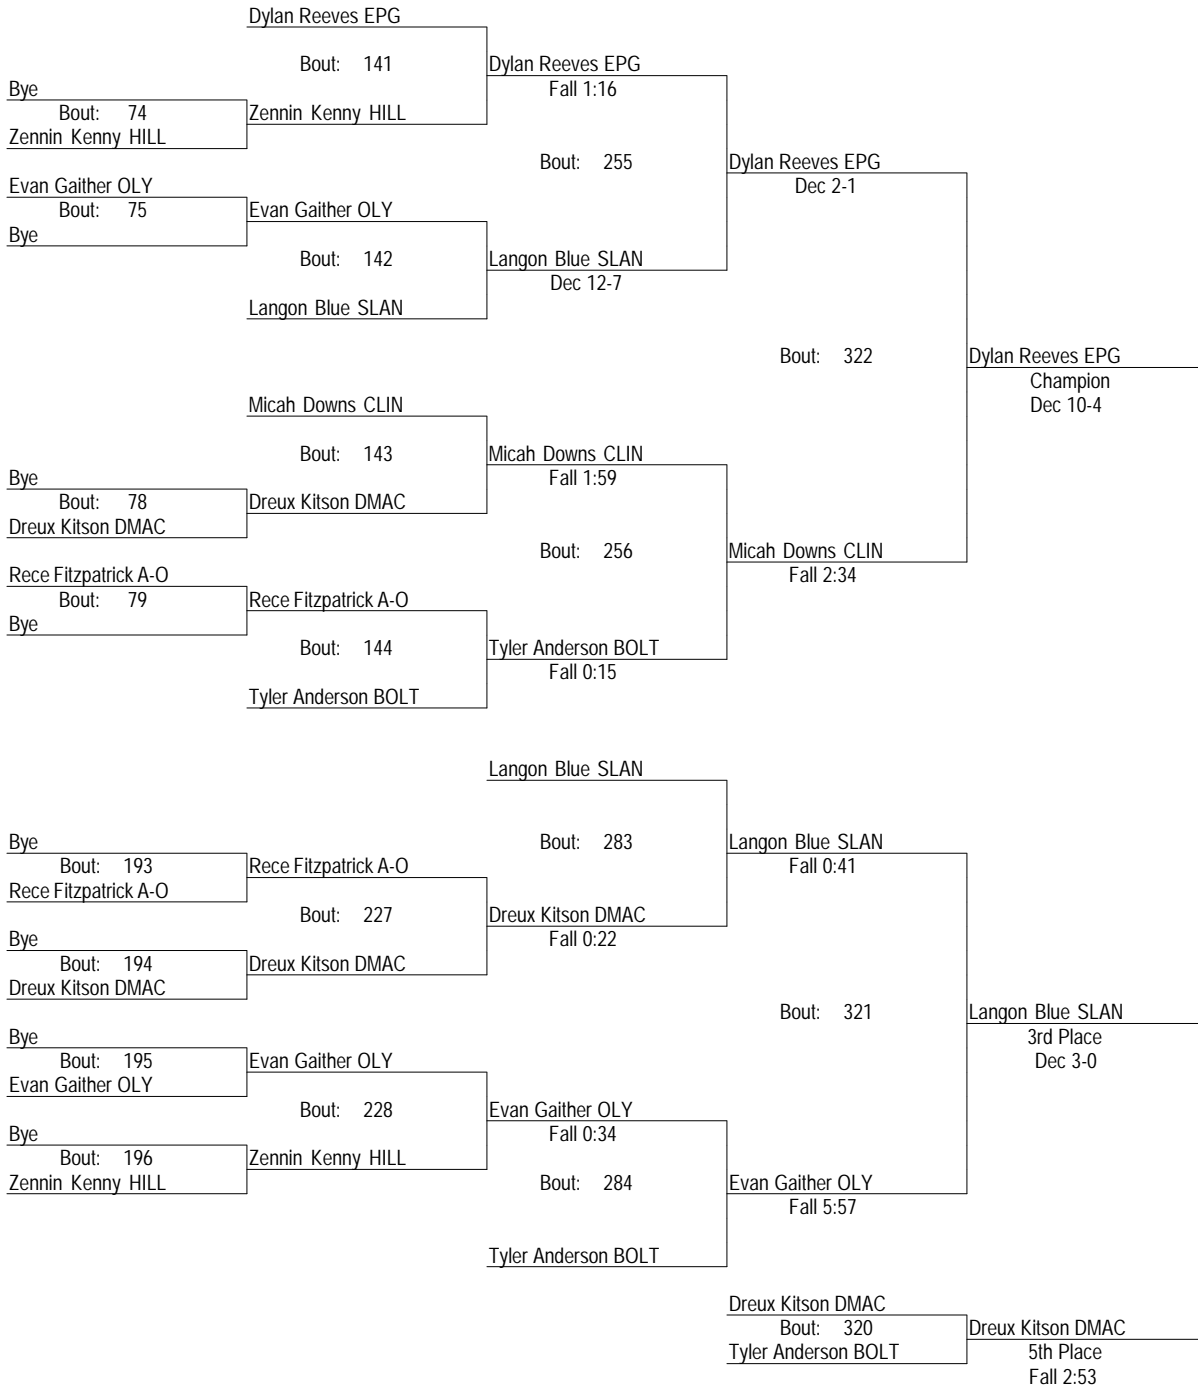 Dylan Reeves EPG
Bout: 141
Dylan Reeves EPG
Fall 1:16
Bye
Bout: 74
Zennin Kenny HILL
Zennin Kenny HILL
Bout: 255
Dylan Reeves EPG
Dec 2-1
Evan Gaither OLY
Bout: 75
Evan Gaither OLY
Bye
Bout: 142
Langon Blue SLAN
Dec 12-7
Langon Blue SLAN
Bout: 322
Dylan Reeves EPG
Champion
Dec 10-4
Micah Downs CLIN
Bout: 143
Micah Downs CLIN
Fall 1:59
Bye
Bout: 78
Dreux Kitson DMAC
Dreux Kitson DMAC
Bout: 256
Micah Downs CLIN
Fall 2:34
Rece Fitzpatrick A-O
Bout: 79
Rece Fitzpatrick A-O
Bye
Bout: 144
Tyler Anderson BOLT
Fall 0:15
Tyler Anderson BOLT
Langon Blue SLAN
Bout: 283
Langon Blue SLAN
Fall 0:41
Bye
Bout: 193
Rece Fitzpatrick A-O
Rece Fitzpatrick A-O
Bout: 227
Dreux Kitson DMAC
Fall 0:22
Bye
Bout: 194
Dreux Kitson DMAC
Dreux Kitson DMAC
Bout: 321
Langon Blue SLAN
3rd Place
Dec 3-0
Bye
Bout: 195
Evan Gaither OLY
Evan Gaither OLY
Bout: 228
Evan Gaither OLY
Fall 0:34
Bye
Bout: 196
Zennin Kenny HILL
Zennin Kenny HILL
Bout: 284
Evan Gaither OLY
Fall 5:57
Tyler Anderson BOLT
Dreux Kitson DMAC
Bout: 320
Tyler Anderson BOLT
Dreux Kitson DMAC
5th Place
Fall 2:53